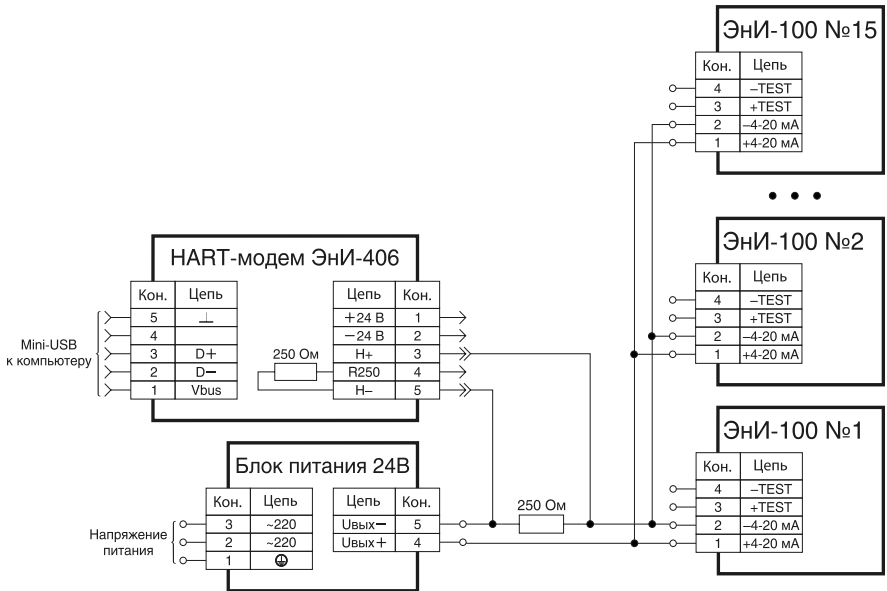 ЭнИ-100 №15
Кон. Цепь
4 –TEST
3 +TEST
2 –4-20 мА
1 +4-20 мА
ЭнИ-100 №2
Кон. Цепь
4 –TEST
3 +TEST
2 –4-20 мА
1 +4-20 мА
HART-модем ЭнИ-406
Кон. Цепь
5 ⊥
4
3 D+
2 D–
1 Vbus
Mini-USB
к компьютеру
250 Ом
Цепь Кон.
+24 В 1
–24 В 2
H+ 3
R250 4
H– 5
ЭнИ-100 №1
Кон. Цепь
4 –TEST
3 +TEST
2 –4-20 мА
1 +4-20 мА
Блок питания 24В
Кон. Цепь
3 ~220
2 ~220
1
Напряжение
питания
Цепь Кон.
Uвых– 5
Uвых+ 4
250 Ом